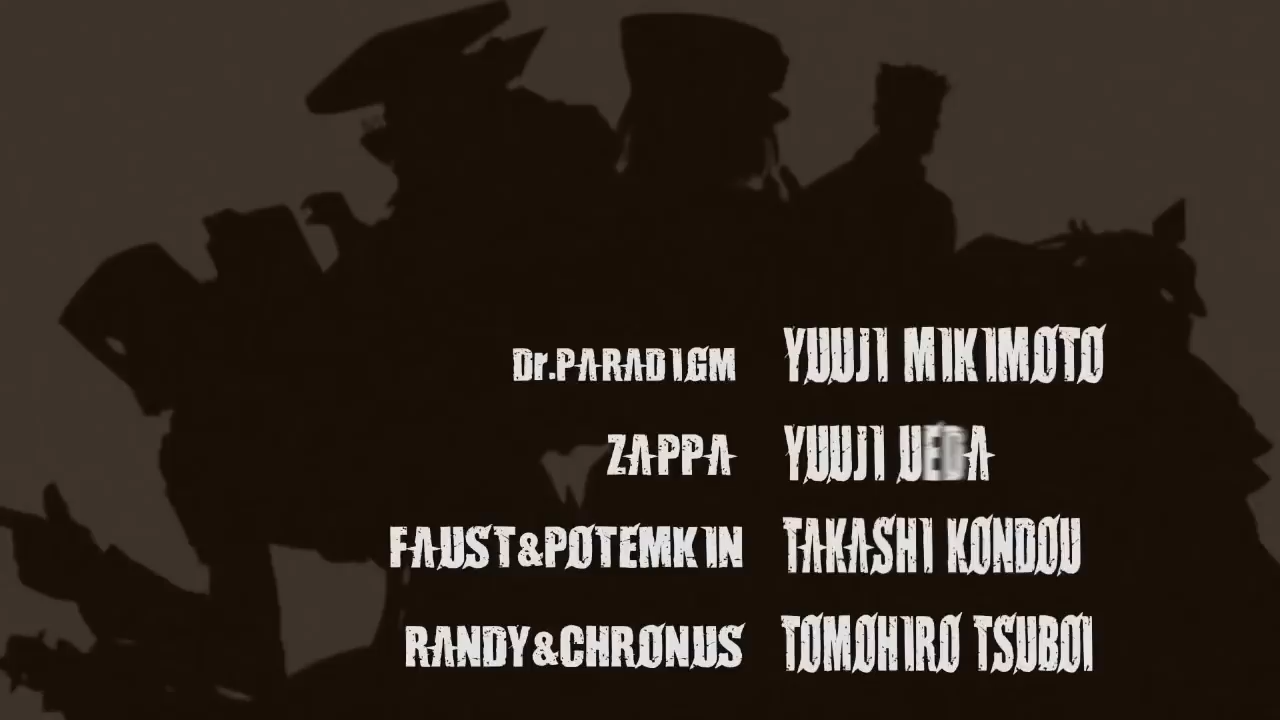 Dr.PARADIGM YUUJI MIKIMOTO
ZAPPA YUUJI
FAUST&POTEMKIN TAKASHI KONDOU
RANDY&CHRONUS TOMOHIRO TSUBOI